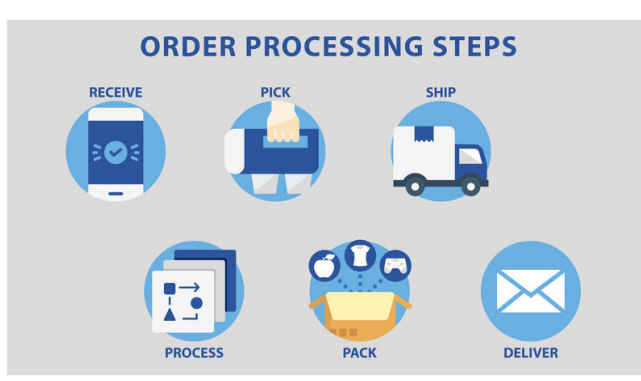 ORDER PROCESSING STEPS
RECEIVE
PICK
SHIP
PROCESS
PACK
DELIVER